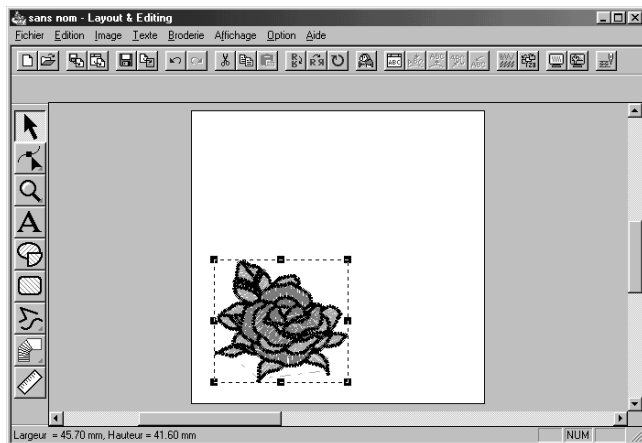 sans nom - Layout & Editing
Fichier Edition Image Texte Broderie Affichage Option Aide
ABC
A
Largeur = 45.70 mm, Hauteur = 41.60 mm
NUM